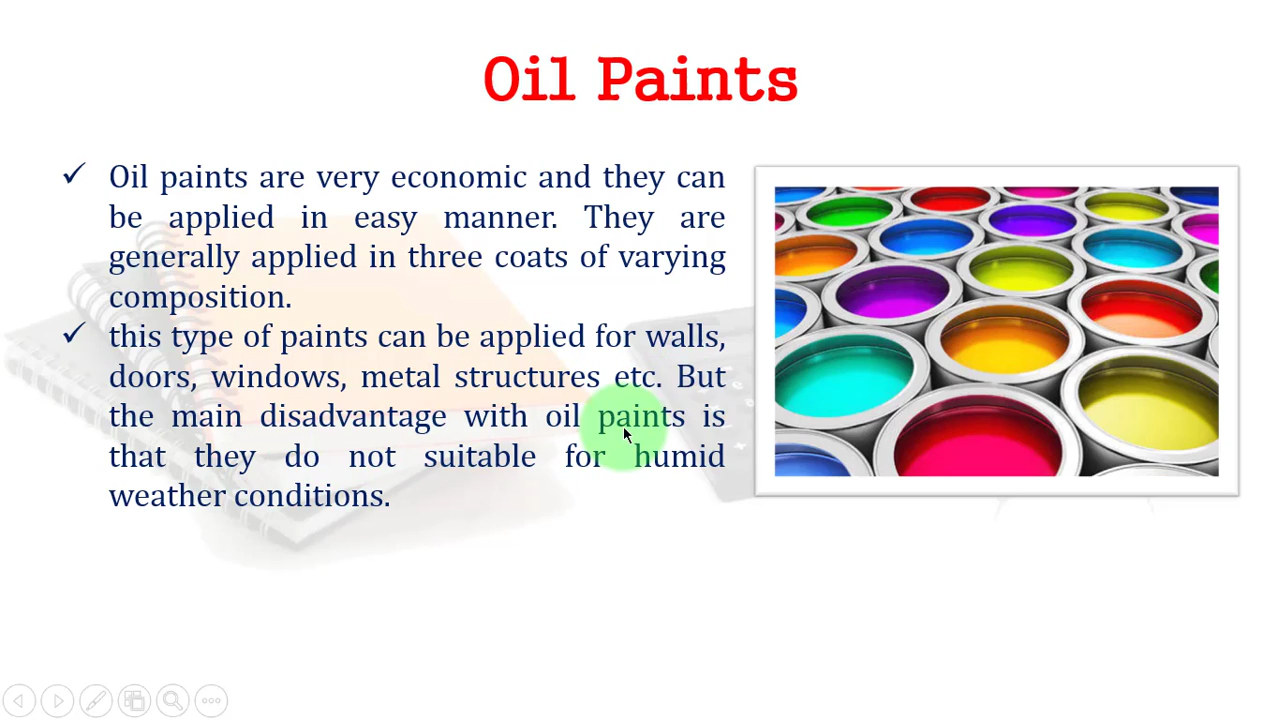 Oil Paints
Oil paints are very economic and they can
be applied in easy manner. They are
generally applied in three coats of varying
composition.
this type of paints can be applied for walls,
doors, windows, metal structures etc. But
the main disadvantage with oil paints is
that they do not suitable for humid
weather conditions.